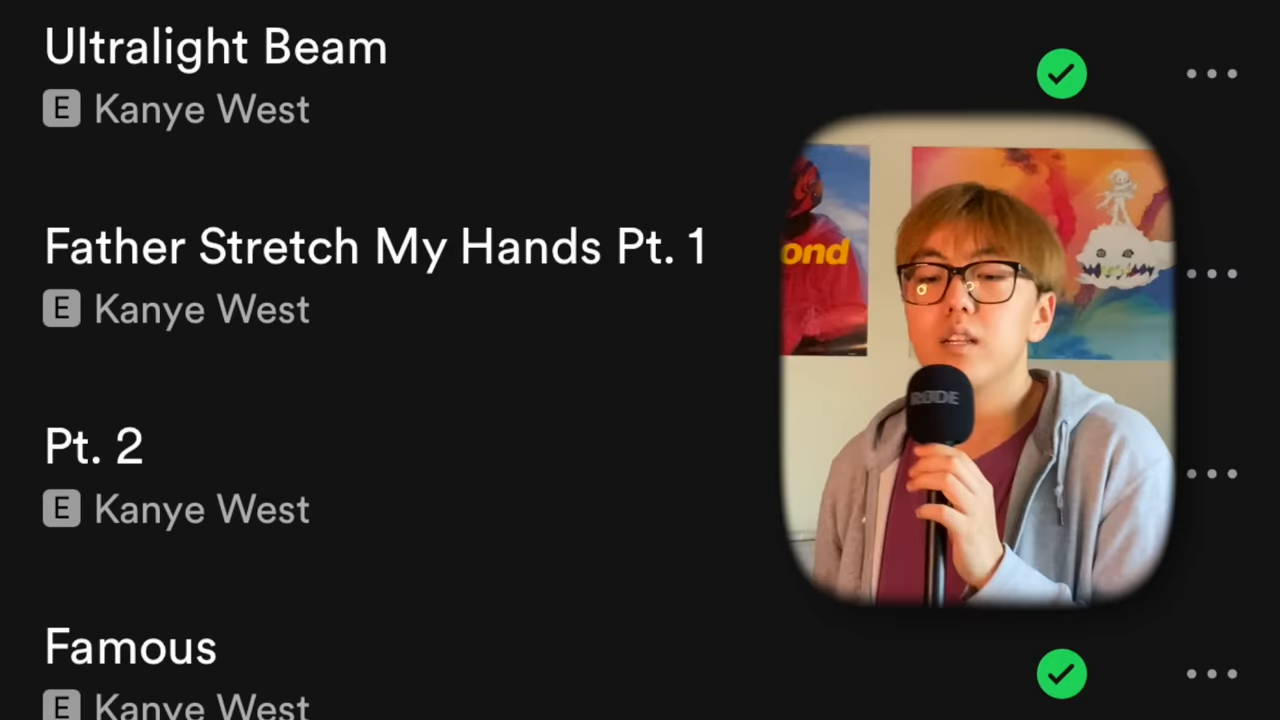 Ultralight Beam
E Kanye West
Father Stretch My Hands Pt. 1
E Kanye West
ond
RØDE
Pt. 2
E Kanye West
Famous
E Kanye West